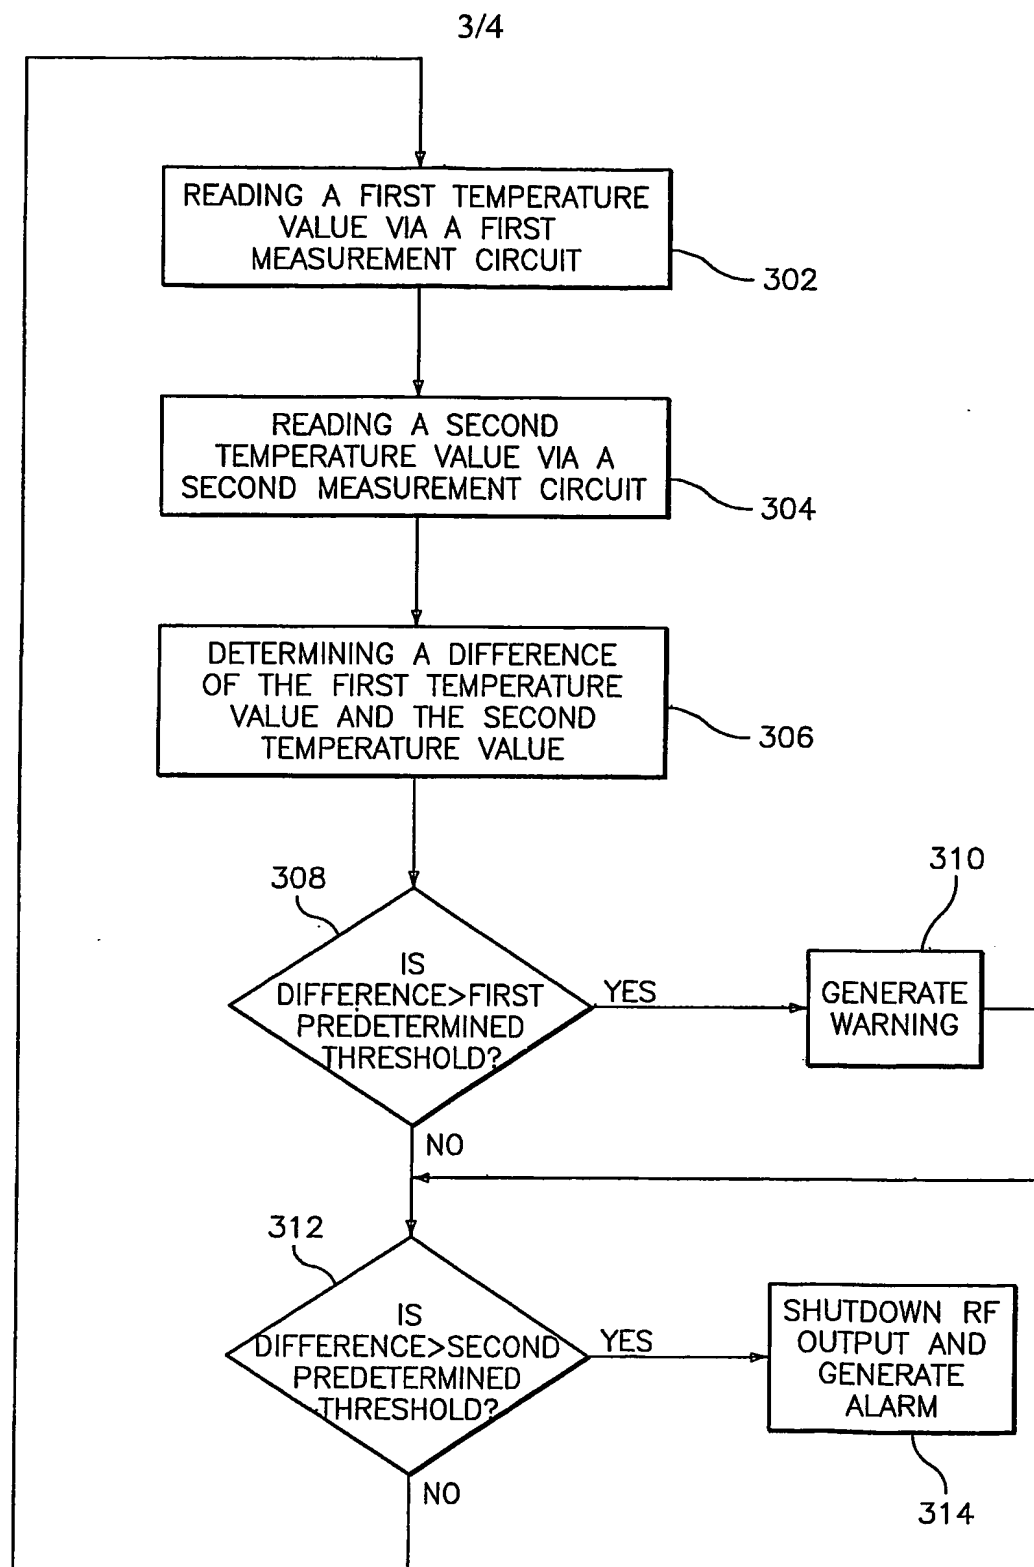 3/4
READING A FIRST TEMPERATURE
VALUE VIA A FIRST
MEASUREMENT CIRCUIT
302
READING A SECOND
TEMPERATURE VALUE VIA A
SECOND MEASUREMENT CIRCUIT
304
DETERMINING A DIFFERENCE
OF THE FIRST TEMPERATURE
VALUE AND THE SECOND
TEMPERATURE VALUE
306
308
IS
DIFFERENCE>FIRST
PREDETERMINED
THRESHOLD?
YES
310
GENERATE
WARNING
NO
312
IS
DIFFERENCE>SECOND
PREDETERMINED
THRESHOLD?
YES
SHUTDOWN RF
OUTPUT AND
GENERATE
ALARM
314
NO